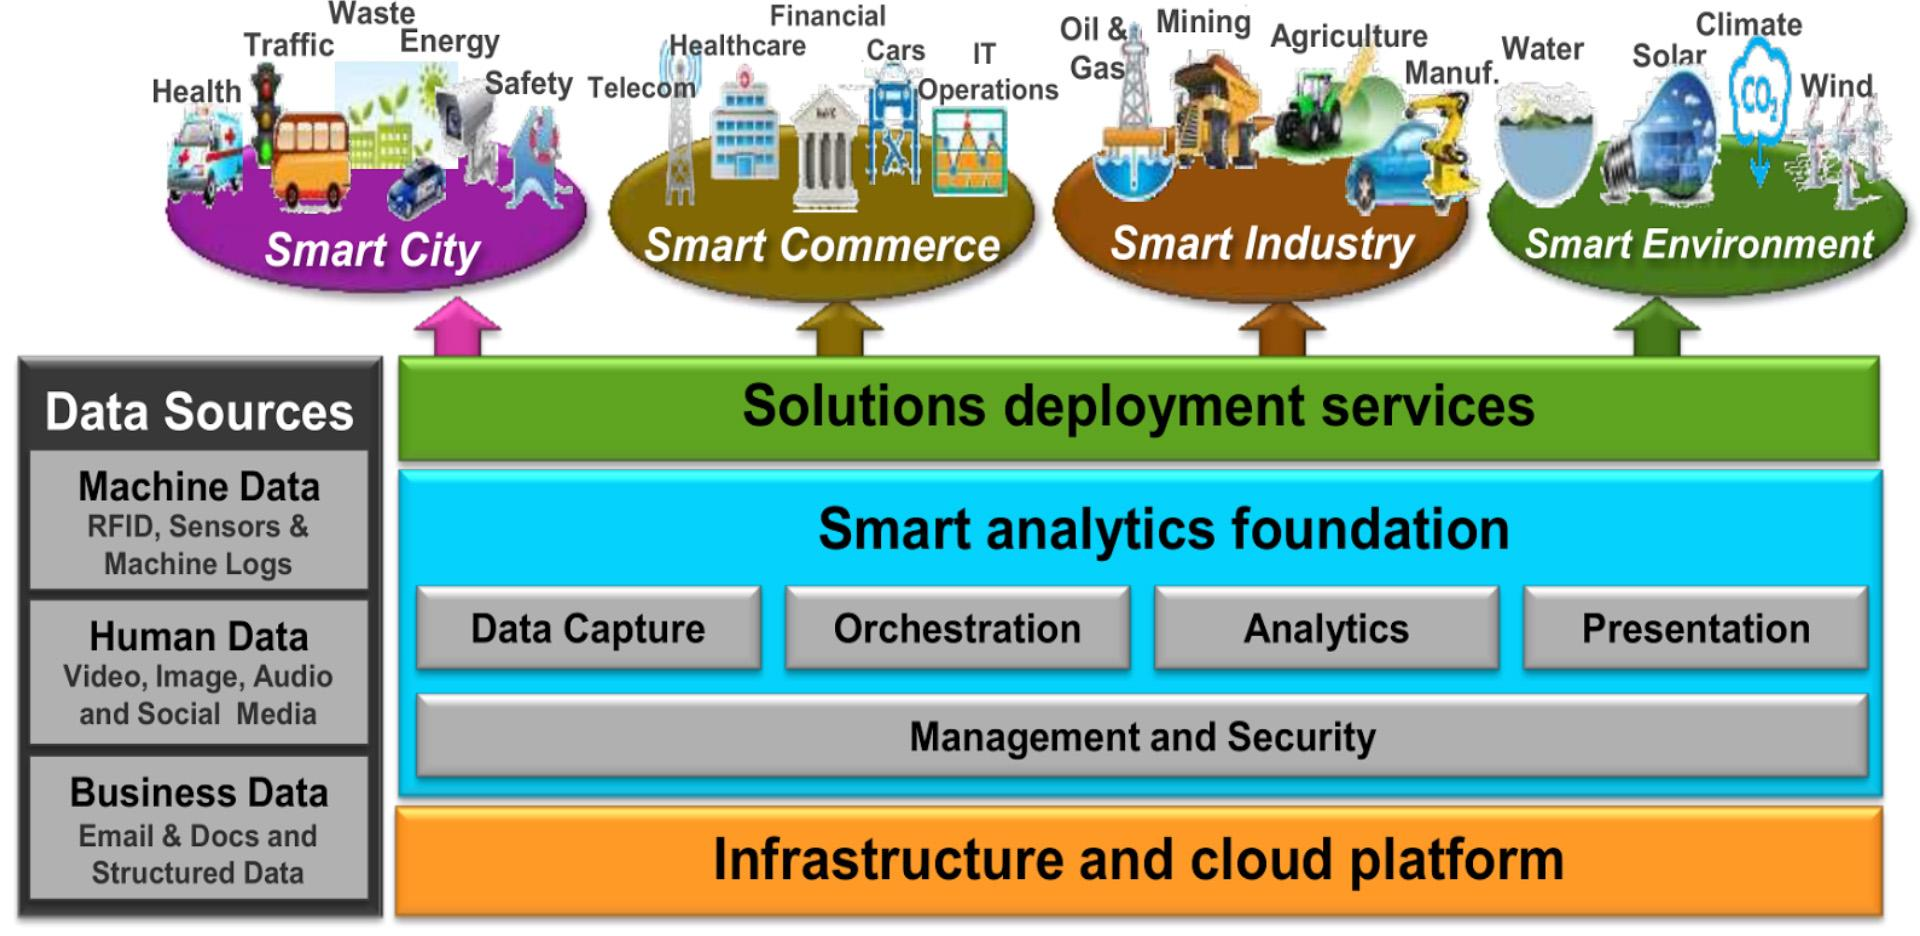 Waste
Traffic
Energy
Health
Safety
Smart City
Financial
Healthcare
Cars
IT
Operations
Telecom
Smart Commerce
Oil &
Gas
Mining
Agriculture
Manuf.
Smart Industry
Climate
Water
Solar
CO2
Wind
Smart Environment
Data Sources
Machine Data
RFID, Sensors &
Machine Logs
Human Data
Video, Image, Audio
and Social Media
Business Data
Email & Docs and
Structured Data
Solutions deployment services
Smart analytics foundation
Data Capture
Orchestration
Analytics
Presentation
Management and Security
Infrastructure and cloud platform